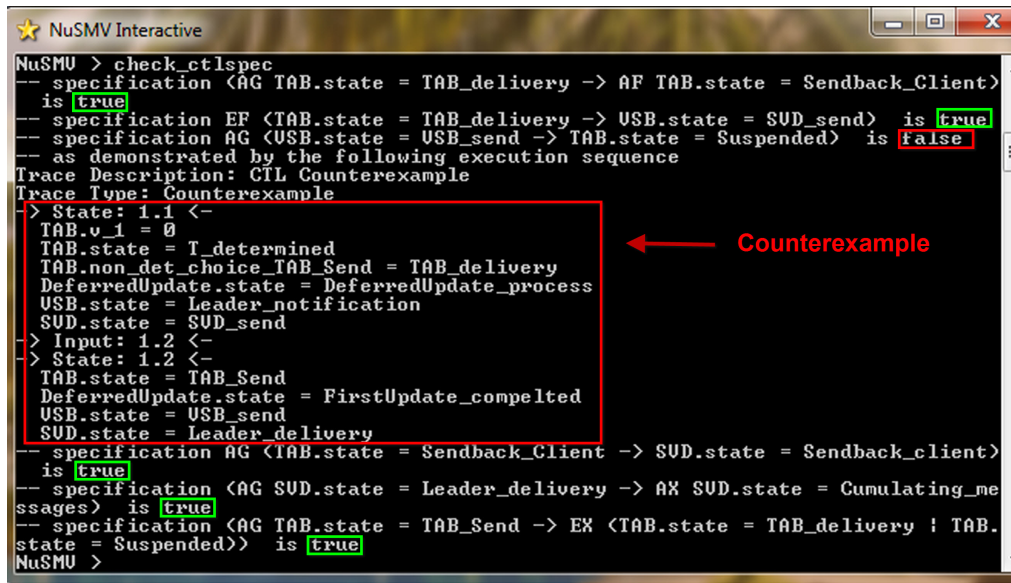 NuSMV Interactive
NuSMV > check_ctlspec
-- specification (AG TAB.state = TAB_delivery -> AF TAB.state = Sendback_Client)
is true
-- specification EF (TAB.state = TAB_delivery -> VSB.state = SVD_send)  is true
-- specification AG (VSB.state = VSB_send -> TAB.state = Suspended)  is false
-- as demonstrated by the following execution sequence
Trace Description: CTL Counterexample
Trace Type: Counterexample
-> State: 1.1 <-
TAB.v_1 = 0
TAB.state = T_determined
TAB.non_det_choice_TAB_Send = TAB_delivery
DeferredUpdate.state = DeferredUpdate_process
VSB.state = Leader_notification
SVD.state = SVD_send
-> Input: 1.2 <-
-> State: 1.2 <-
TAB.state = TAB_Send
DeferredUpdate.state = FirstUpdate_compelted
VSB.state = VSB_send
SVD.state = Leader_delivery
Counterexample
-- specification AG (TAB.state = Sendback_Client -> SVD.state = Sendback_client)
is true
-- specification (AG SVD.state = Leader_delivery -> AX SVD.state = Cumulating_me
ssages)  is true
-- specification (AG TAB.state = TAB_Send -> EX (TAB.state = TAB_delivery | TAB.
state = Suspended))  is true
NuSMV >